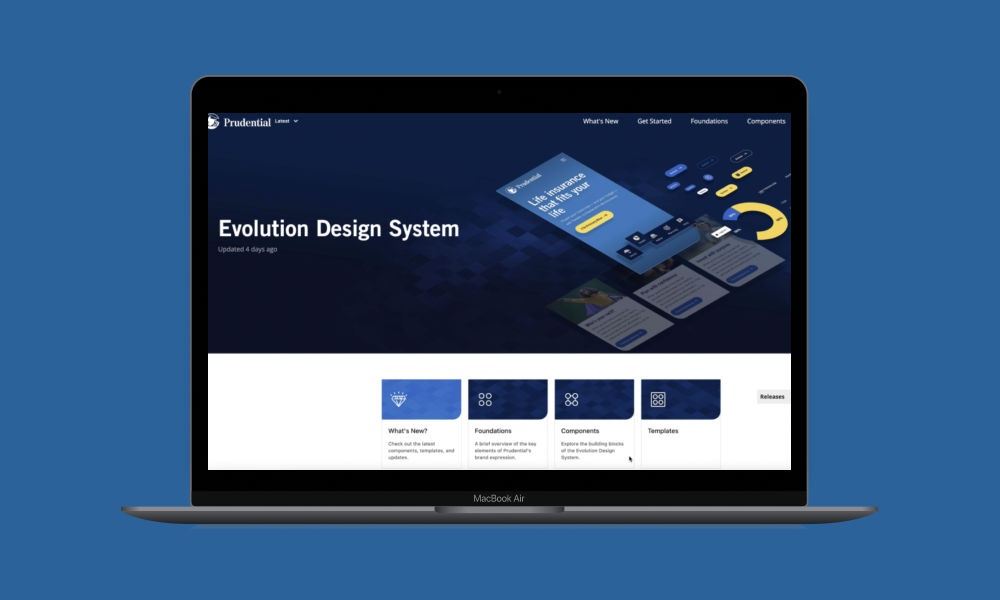 Prudential Latest
What's New Get Started Foundations Components
Prudential
Life insurance
that fits your
life
Evolution Design System
Updated 4 days ago
Releases
What's New?
Check out the latest
components, templates, and
updates.
Foundations
A brief overview of the key
elements of Prudential's
brand expression.
Components
Explore the building blocks
of the Evolution Design
System.
Templates
MacBook Air